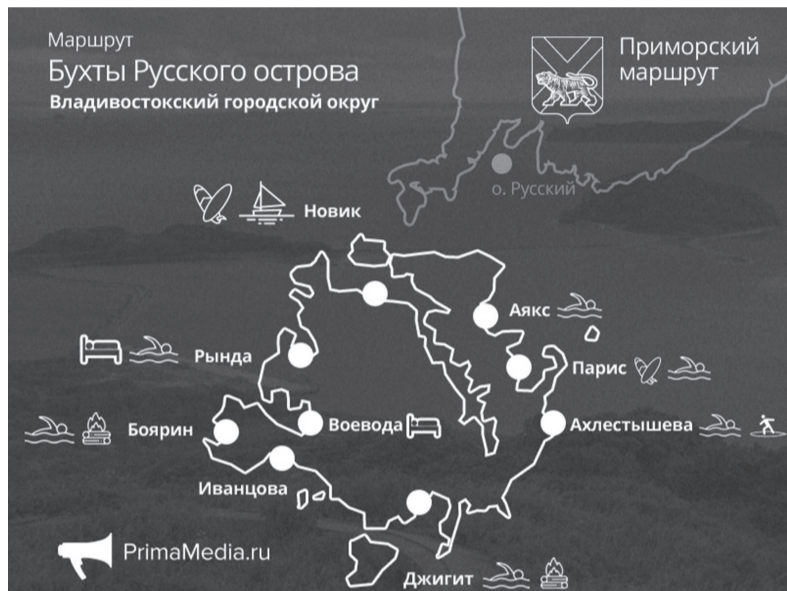 Маршрут
Бухты Русского острова
Владивостокский городской округ
Приморский
маршрут
о. Русский
Новик
Аякс
Рында
Парис
Боярин
Воевода
Ахлестышева
Иванцова
PrimaMedia.ru
Джигит